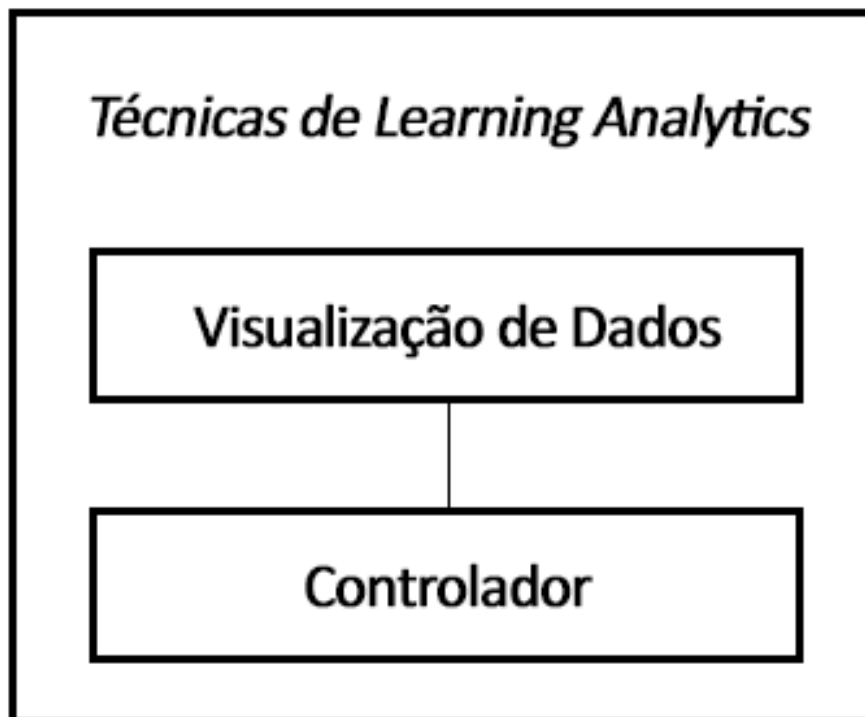 Técnicas de Learning Analytics
Visualização de Dados
Controlador